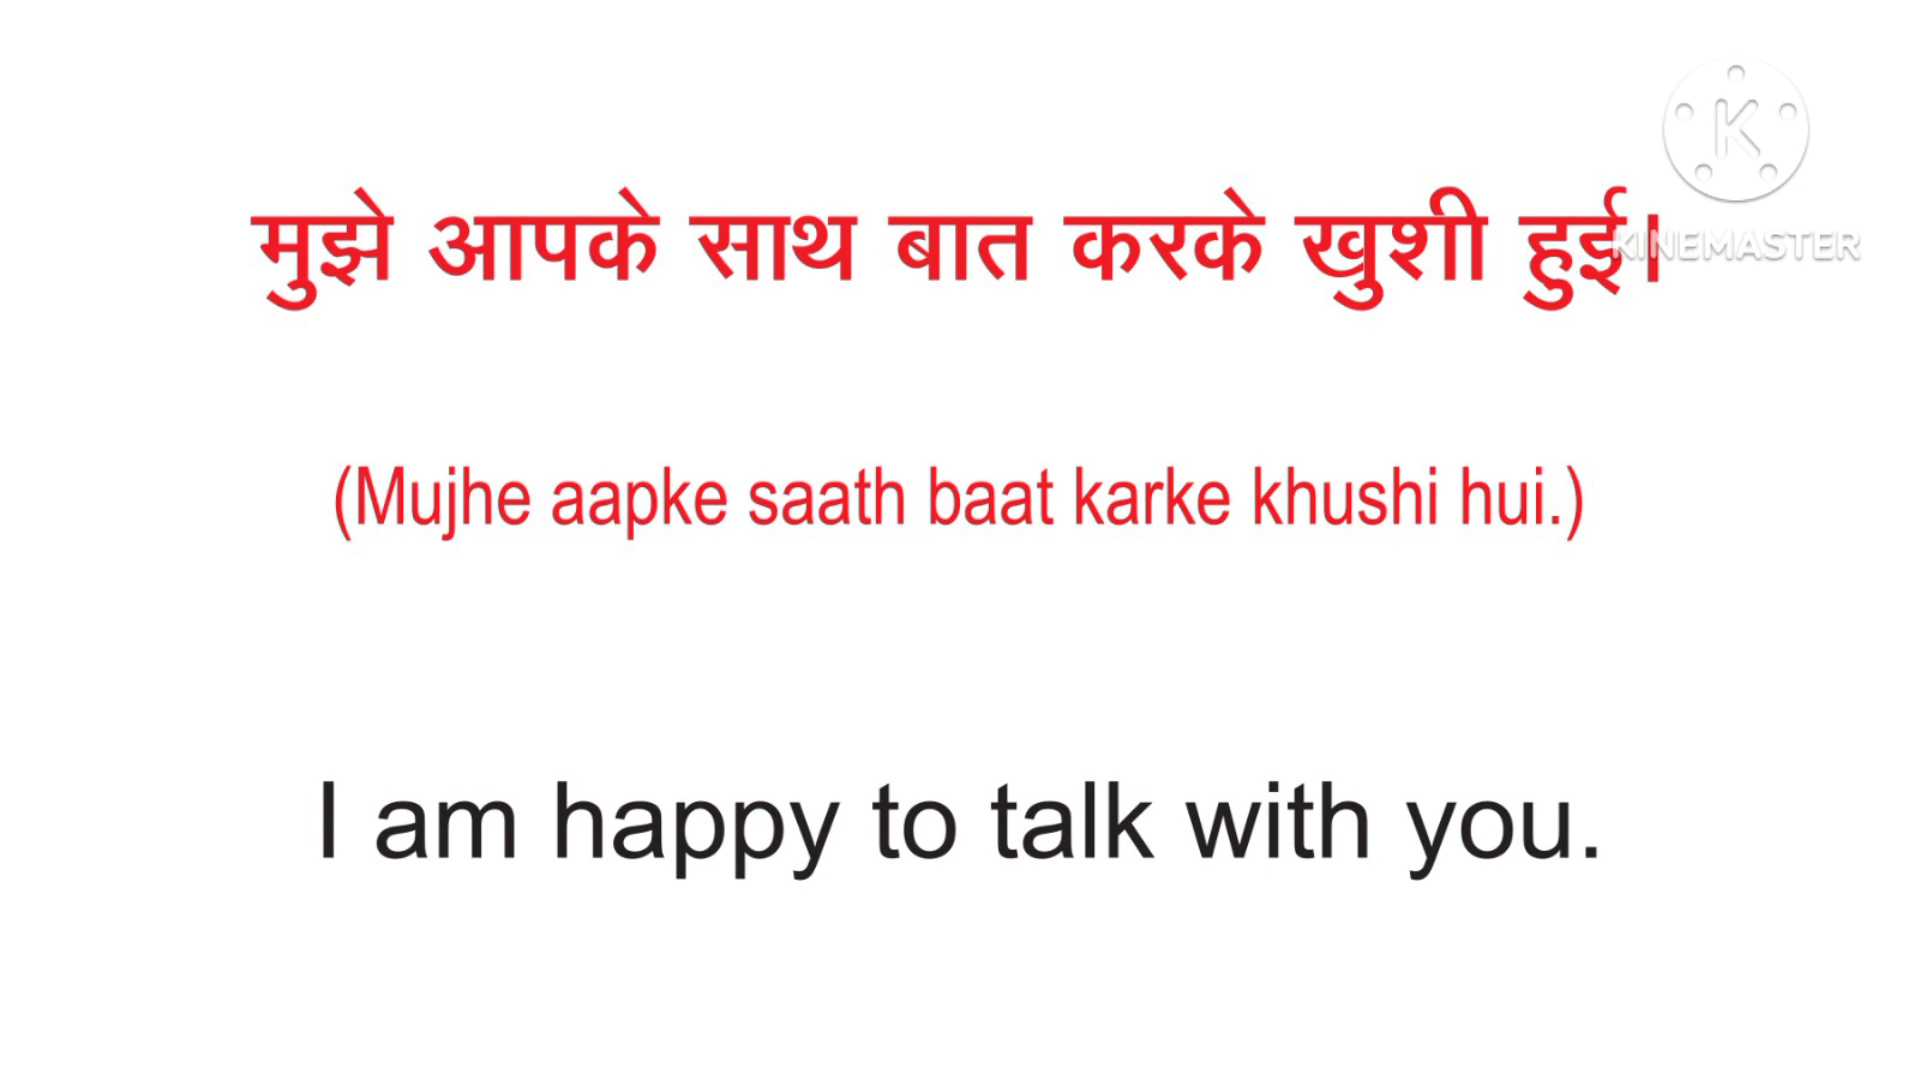 मुझे आपके साथ बात करके खुशी हुई।
KINEMASTER
(Mujhe aapke saath baat karke khushi hui.)
I am happy to talk with you.